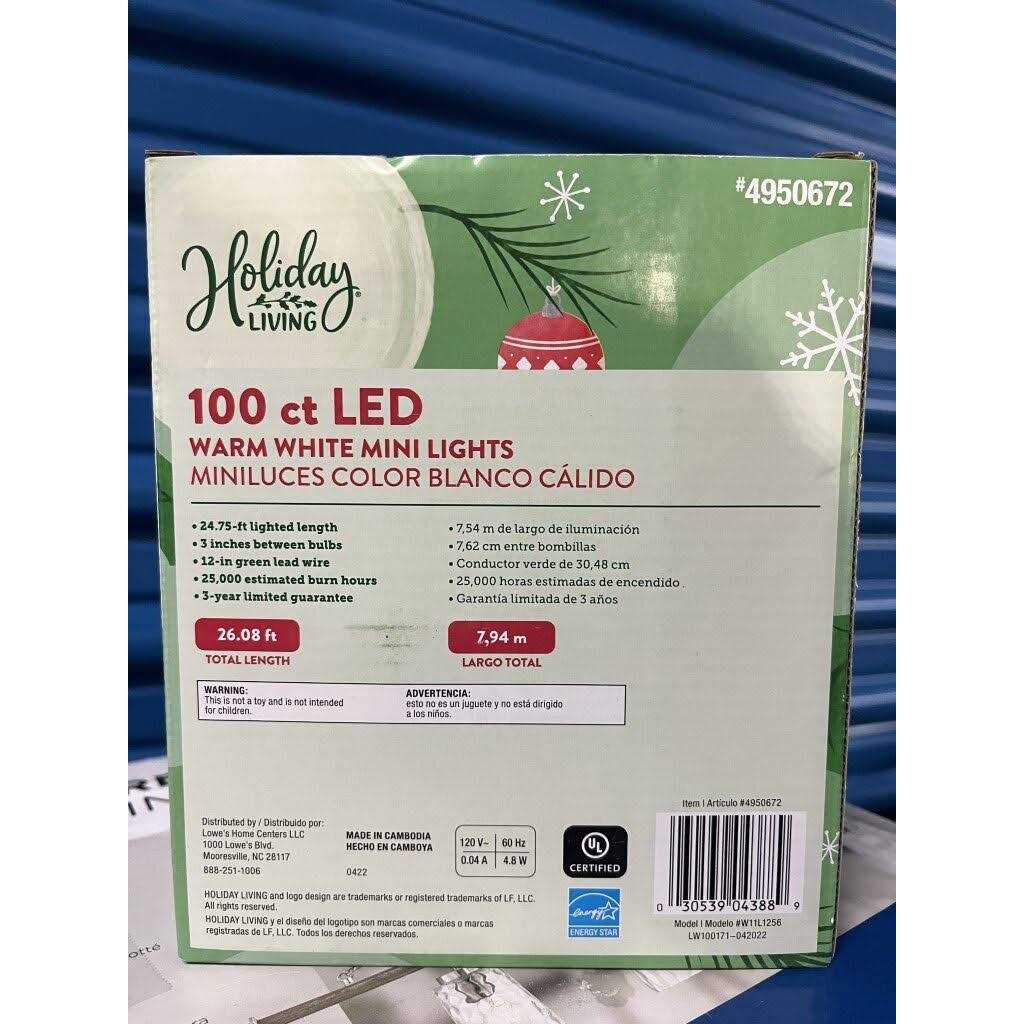 #4950672
Holiday
LIVING
100 ct LED
WARM WHITE MINI LIGHTS
MINILUCES COLOR BLANCO CÁLIDO
• 24.75-ft lighted length
• 3 inches between bulbs
• 12-in green lead wire
• 25,000 estimated burn hours
• 3-year limited guarantee
• 7,54 m de largo de iluminación
• 7,62 cm entre bombillas
• Conductor verde de 30,48 cm
• 25,000 horas estimadas de encendido
• Garantía limitada de 3 años
26.08 ft
TOTAL LENGTH
7,94 m
LARGO TOTAL
WARNING:
This is not a toy and is not intended
for children.
ADVERTENCIA:
esto no es un juguete y no está dirigido
a los niños.
Distributed by / Distribuido por:
Lowe's Home Centers LLC
1000 Lowe's Blvd.
Mooresville, NC 28117
888-251-1006
MADE IN CAMBODIA
HECHO EN CAMBOYA
0422
120 V~ 60 Hz
0.04 A 4.8 W
UL
CERTIFIED
energy
ENERGY STAR
HOLIDAY LIVING and logo design are trademarks or registered trademarks of LF, LLC.
All rights reserved.
HOLIDAY LIVING y el diseño del logotipo son marcas comerciales o marcas
registradas de LF, LLC. Todos los derechos reservados.
Item | Artículo #4950672
0 30539 04388 9
Model | Modelo #W11L1256
LW100171-042022